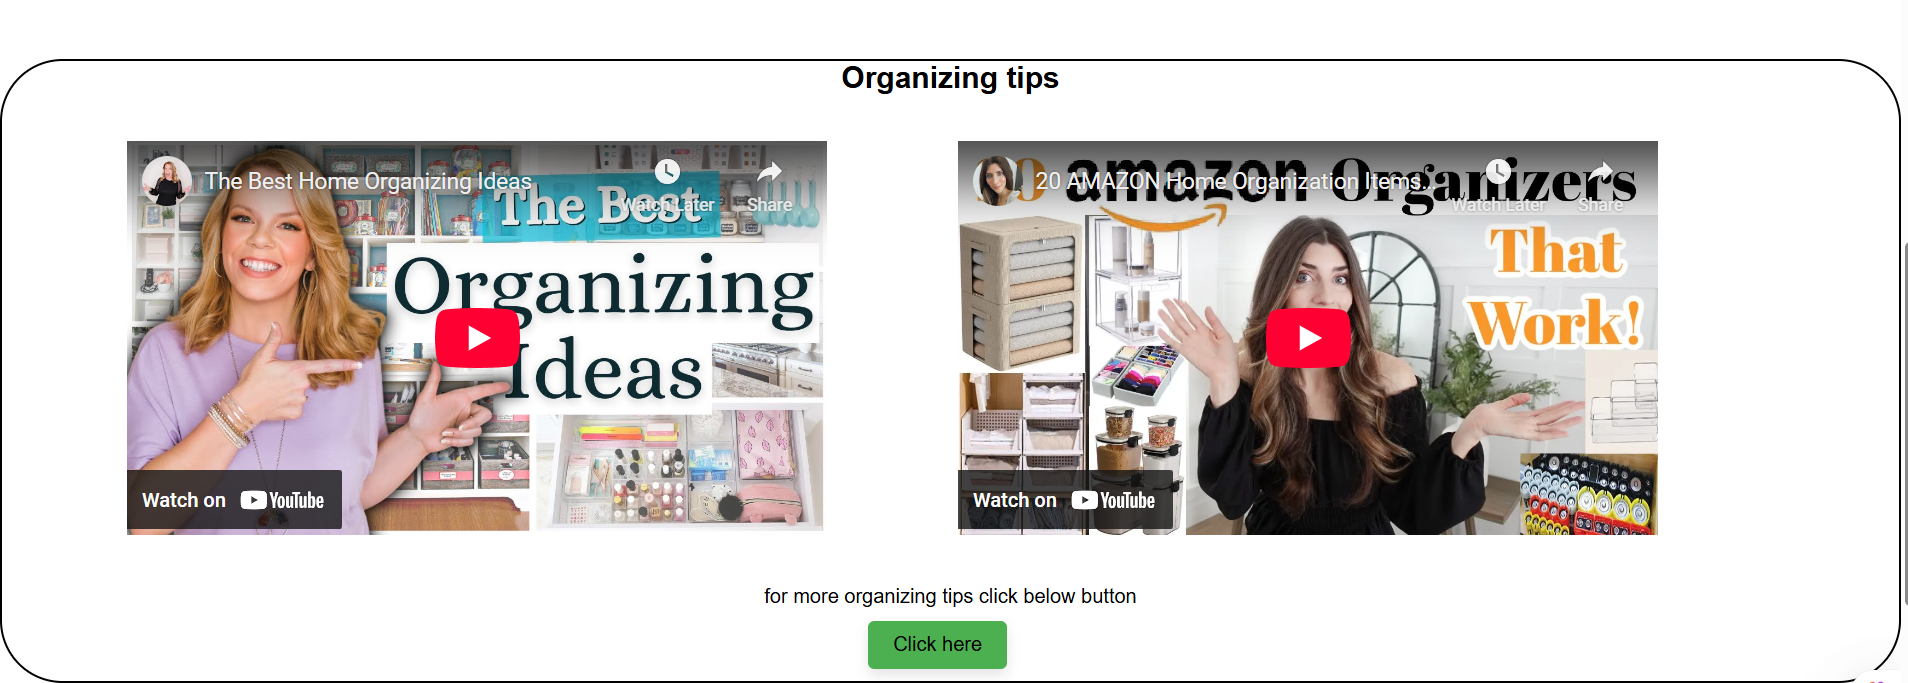 Organizing tips
The Best Home Organizing Ideas
Watch Later
Share
The Best
Organizing
Ideas
Watch on YouTube
20 AMAZON Home Organization Items...
Watch Later
Share
20 amazon Organizers
That
Work!
Watch on YouTube
for more organizing tips click below button
Click here